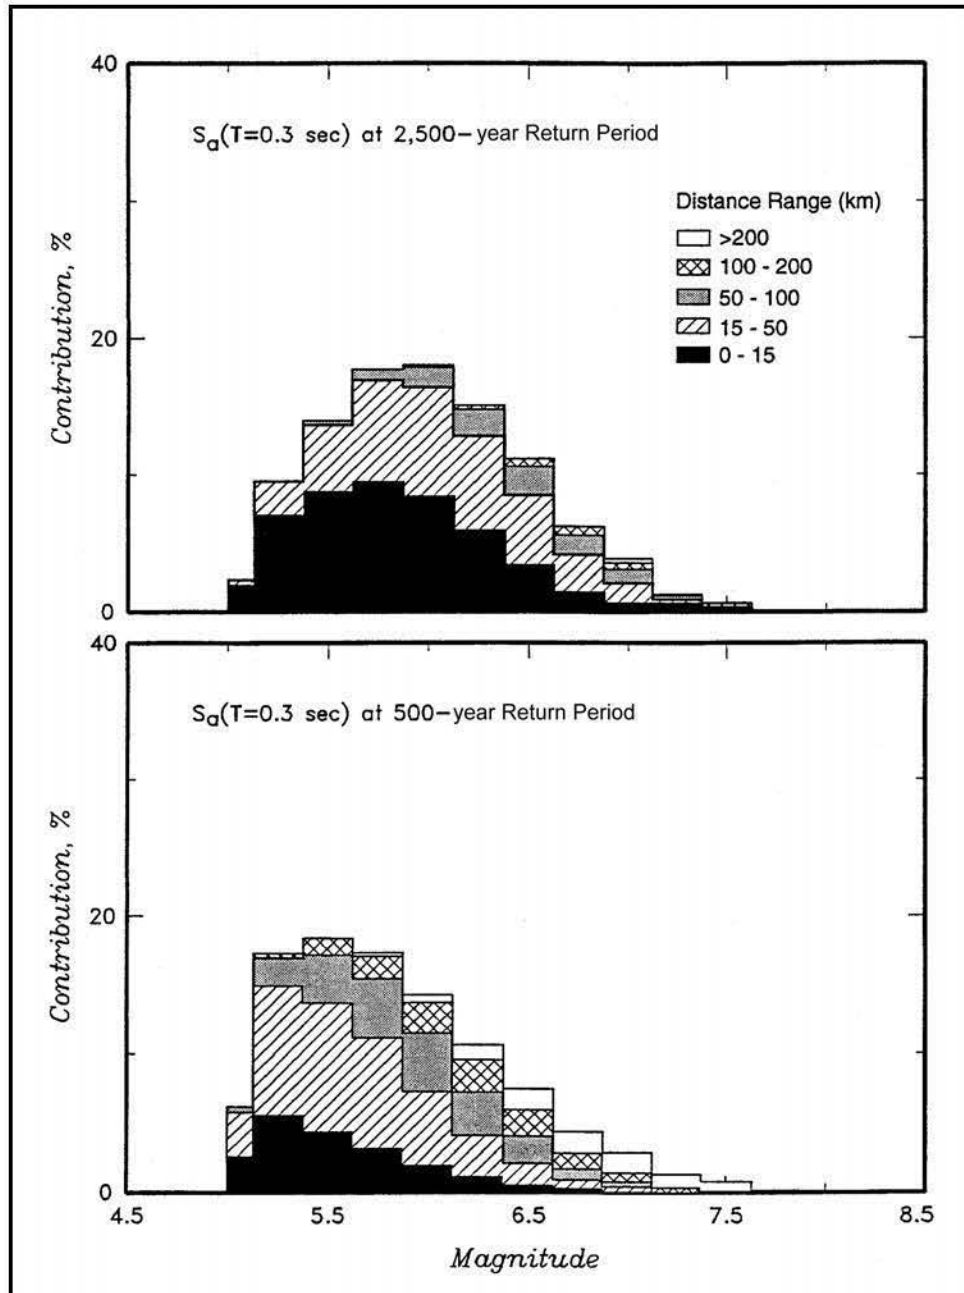 40
S_a(T=0.3 sec) at 2,500-year Return Period
Distance Range (km)
>200
100 - 200
50 - 100
15 - 50
0 - 15
Contribution, %
20
0
40
S_a(T=0.3 sec) at 500-year Return Period
Contribution, %
20
0
4.5 5.5 6.5 7.5 8.5
Magnitude